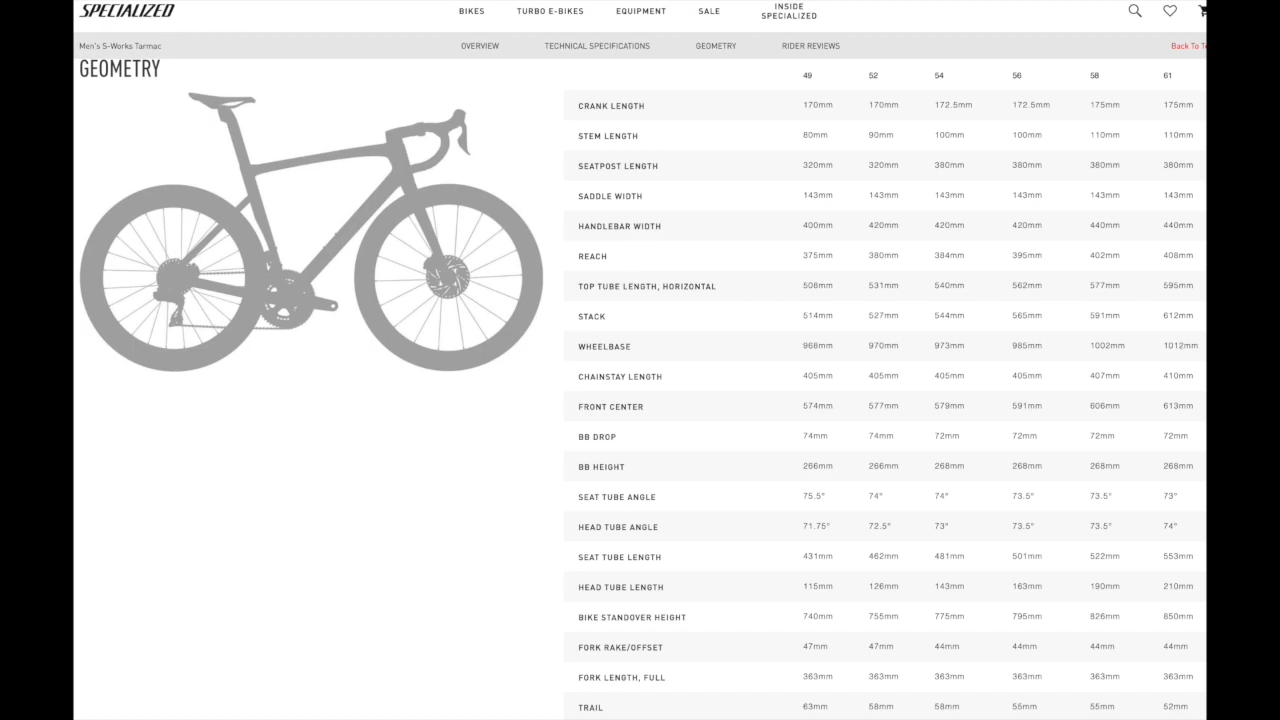 SPECIALIZED
BIKES TURBO E-BIKES EQUIPMENT SALE INSIDE SPECIALIZED
Men's S-Works Tarmac OVERVIEW TECHNICAL SPECIFICATIONS GEOMETRY RIDER REVIEWS Back To
GEOMETRY
49 52 54 56 58 61
CRANK LENGTH 170mm 170mm 172.5mm 172.5mm 175mm 175mm
STEM LENGTH 80mm 90mm 100mm 100mm 110mm 110mm
SEATPOST LENGTH 320mm 320mm 380mm 380mm 380mm 380mm
SADDLE WIDTH 143mm 143mm 143mm 143mm 143mm 143mm
HANDLEBAR WIDTH 400mm 420mm 420mm 420mm 440mm 440mm
REACH 375mm 380mm 384mm 395mm 402mm 408mm
TOP TUBE LENGTH, HORIZONTAL 508mm 531mm 540mm 562mm 577mm 595mm
STACK 514mm 527mm 544mm 565mm 591mm 612mm
WHEELBASE 968mm 970mm 973mm 985mm 1002mm 1012mm
CHAINSTAY LENGTH 405mm 405mm 405mm 405mm 407mm 410mm
FRONT CENTER 574mm 577mm 579mm 591mm 606mm 613mm
BB DROP 74mm 74mm 72mm 72mm 72mm 72mm
BB HEIGHT 266mm 266mm 268mm 268mm 268mm 268mm
SEAT TUBE ANGLE 75.5° 74° 74° 73.5° 73.5° 73°
HEAD TUBE ANGLE 71.75° 72.5° 73° 73.5° 73.5° 74°
SEAT TUBE LENGTH 431mm 462mm 481mm 501mm 522mm 553mm
HEAD TUBE LENGTH 115mm 126mm 143mm 163mm 190mm 210mm
BIKE STANDOVER HEIGHT 740mm 755mm 775mm 795mm 826mm 850mm
FORK RAKE/OFFSET 47mm 47mm 44mm 44mm 44mm 44mm
FORK LENGTH, FULL 363mm 363mm 363mm 363mm 363mm 363mm
TRAIL 63mm 58mm 58mm 55mm 55mm 52mm